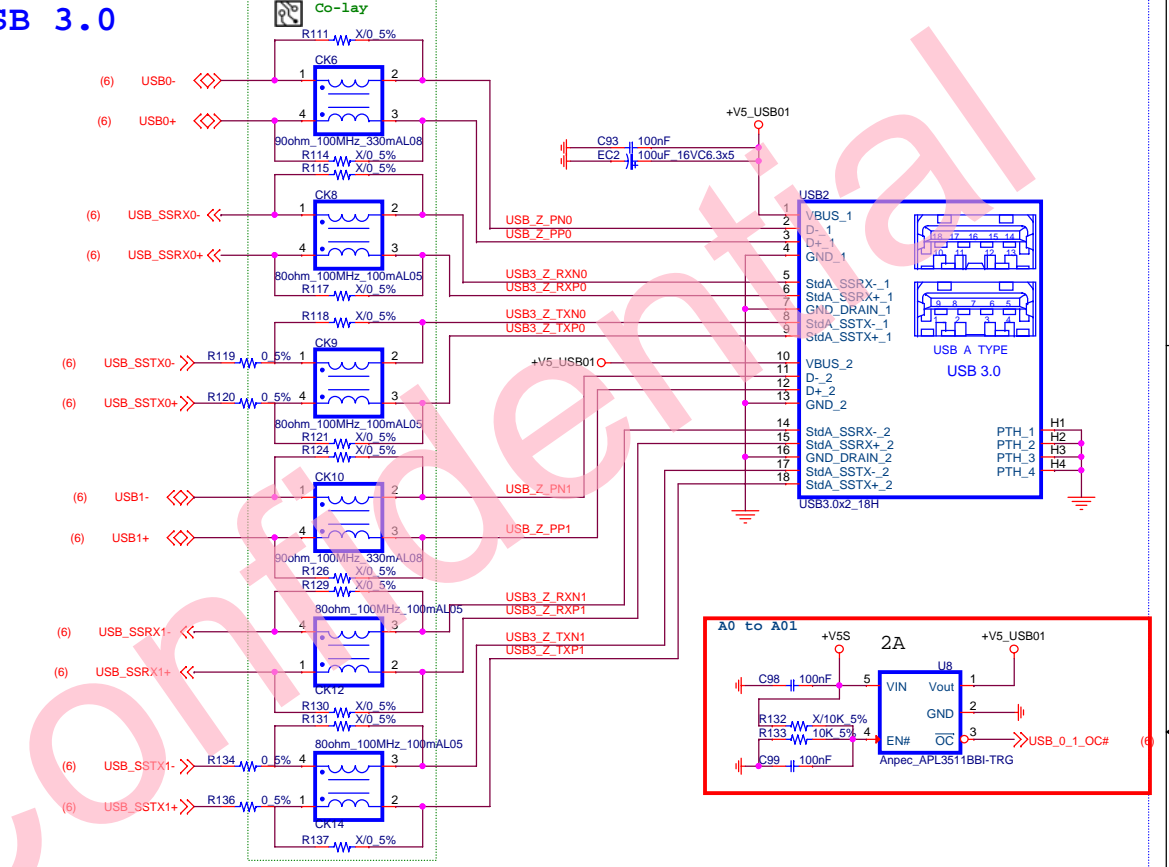 SB 3.0
Co-lay
R111 X/0_5%
CK6
(6) USB0- 1 2
(6) USB0+ 4 3
90ohm_100MHz_330mAL08
R114 X/0_5%
R115 X/0_5%
CK8
(6) USB_SSRX0- 1 2
(6) USB_SSRX0+ 4 3
80ohm_100MHz_100mAL05
R117 X/0_5%
R118 X/0_5%
CK9
(6) USB_SSTX0- R119 0_5% 1 2
(6) USB_SSTX0+ R120 0_5% 4 3
80ohm_100MHz_100mAL05
R121 X/0_5%
R124 X/0_5%
CK10
(6) USB1- 1 2
(6) USB1+ 4 3
90ohm_100MHz_330mAL08
R126 X/0_5%
R129 X/0_5%
80ohm_100MHz_100mAL05
(6) USB_SSRX1- 4 3
(6) USB_SSRX1+ 1 2
CK12
R130 X/0_5%
R131 X/0_5%
80ohm_100MHz_100mAL05
(6) USB_SSTX1- R134 0_5% 4 3
(6) USB_SSTX1+ R136 0_5% 1 2
CK14
R137 X/0_5%
USB_Z_PN0
USB_Z_PP0
USB3_Z_RXN0
USB3_Z_RXP0
USB3_Z_TXN0
USB3_Z_TXP0
USB_Z_PN1
USB_Z_PP1
USB3_Z_RXN1
USB3_Z_RXP1
USB3_Z_TXN1
USB3_Z_TXP1
+V5_USB01
C93 100nF
EC2 100uF_16VC6.3x5
+V5_USB01
USB2
1 VBUS_1
2 D-_1
3 D+_1
4 GND_1
5 StdA_SSRX-_1
6 StdA_SSRX+_1
7 GND_DRAIN_1
8 StdA_SSTX-_1
9 StdA_SSTX+_1
10 VBUS_2
11 D-_2
12 D+_2
13 GND_2
14 StdA_SSRX-_2
15 StdA_SSRX+_2
16 GND_DRAIN_2
17 StdA_SSTX-_2
18 StdA_SSTX+_2
USB3.0x2_18H
18 17 16 15 14
10 11 12 13
9 8 7 6 5
1 2 3 4
USB A TYPE
USB 3.0
PTH_1 H1
PTH_2 H2
PTH_3 H3
PTH_4 H4
A0 to A01
+V5S 2A +V5_USB01
U8
C98 100nF 5 VIN Vout 1
GND 2
R132 X/10K_5%
R133 10K_5% 4 EN# OC 3 USB_0_1_OC# (6)
C99 100nF
Anpec_APL3511BBI-TRG
Confidential